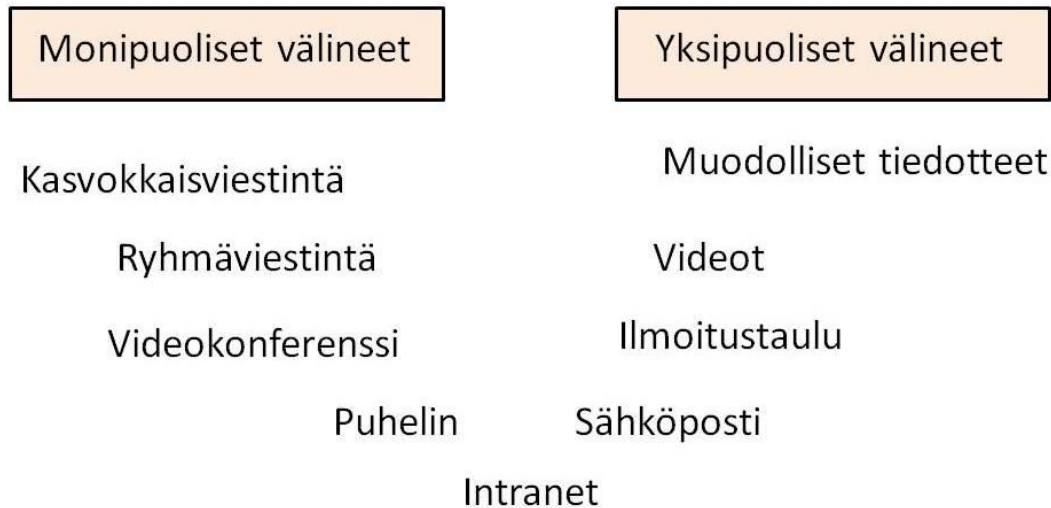 Monipuoliset välineet
Yksipuoliset välineet
Kasvokkaisviestintä
Muodolliset tiedotteet
Ryhmäviestintä
Videot
Videokonferenssi
Ilmoitustaulu
Puhelin
Sähköposti
Intranet